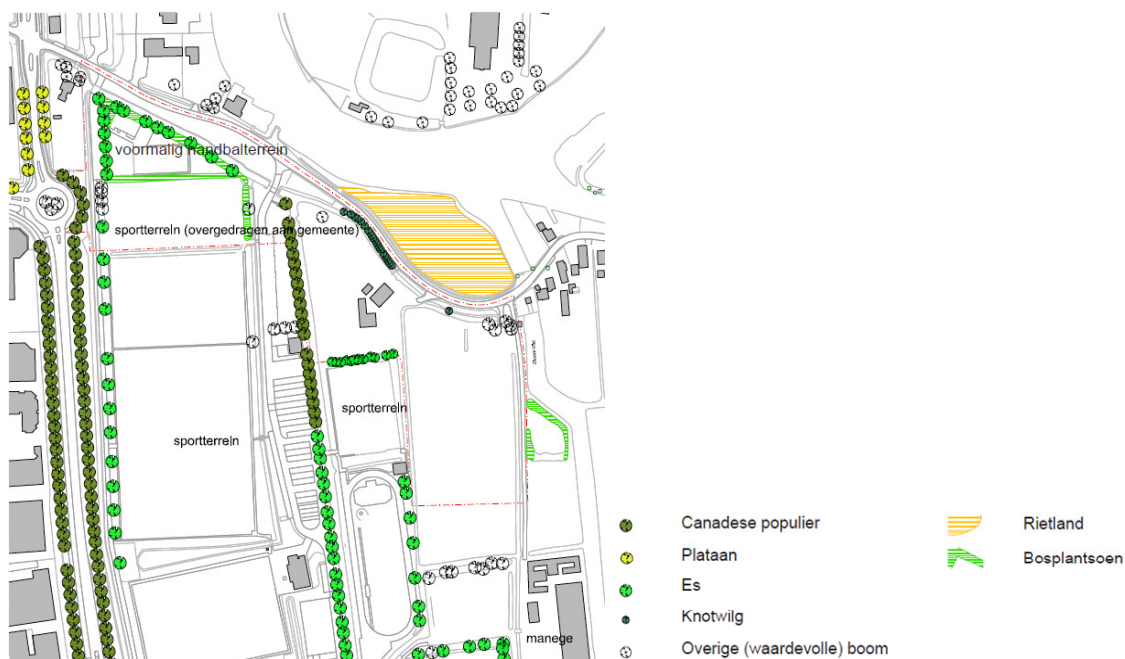 voormalig handbalterrein
sportterrein (overgedragen aan gemeente)
sportterrein
sportterrein
manege
Canadese populier
Plataan
Es
Knotwilg
Overige (waardevolle) boom
Rietland
Bosplantsoen